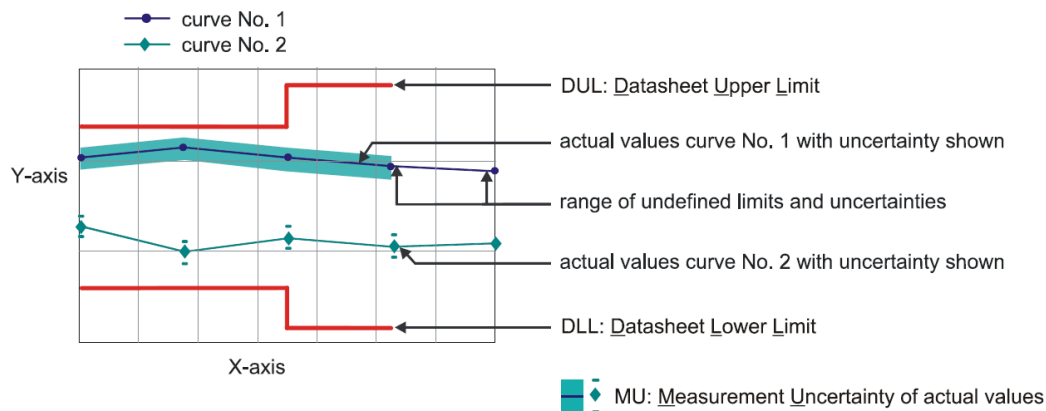 curve No. 1
curve No. 2
DUL: Datasheet Upper Limit
actual values curve No. 1 with uncertainty shown
Y-axis
range of undefined limits and uncertainties
actual values curve No. 2 with uncertainty shown
DLL: Datasheet Lower Limit
X-axis
MU: Measurement Uncertainty of actual values